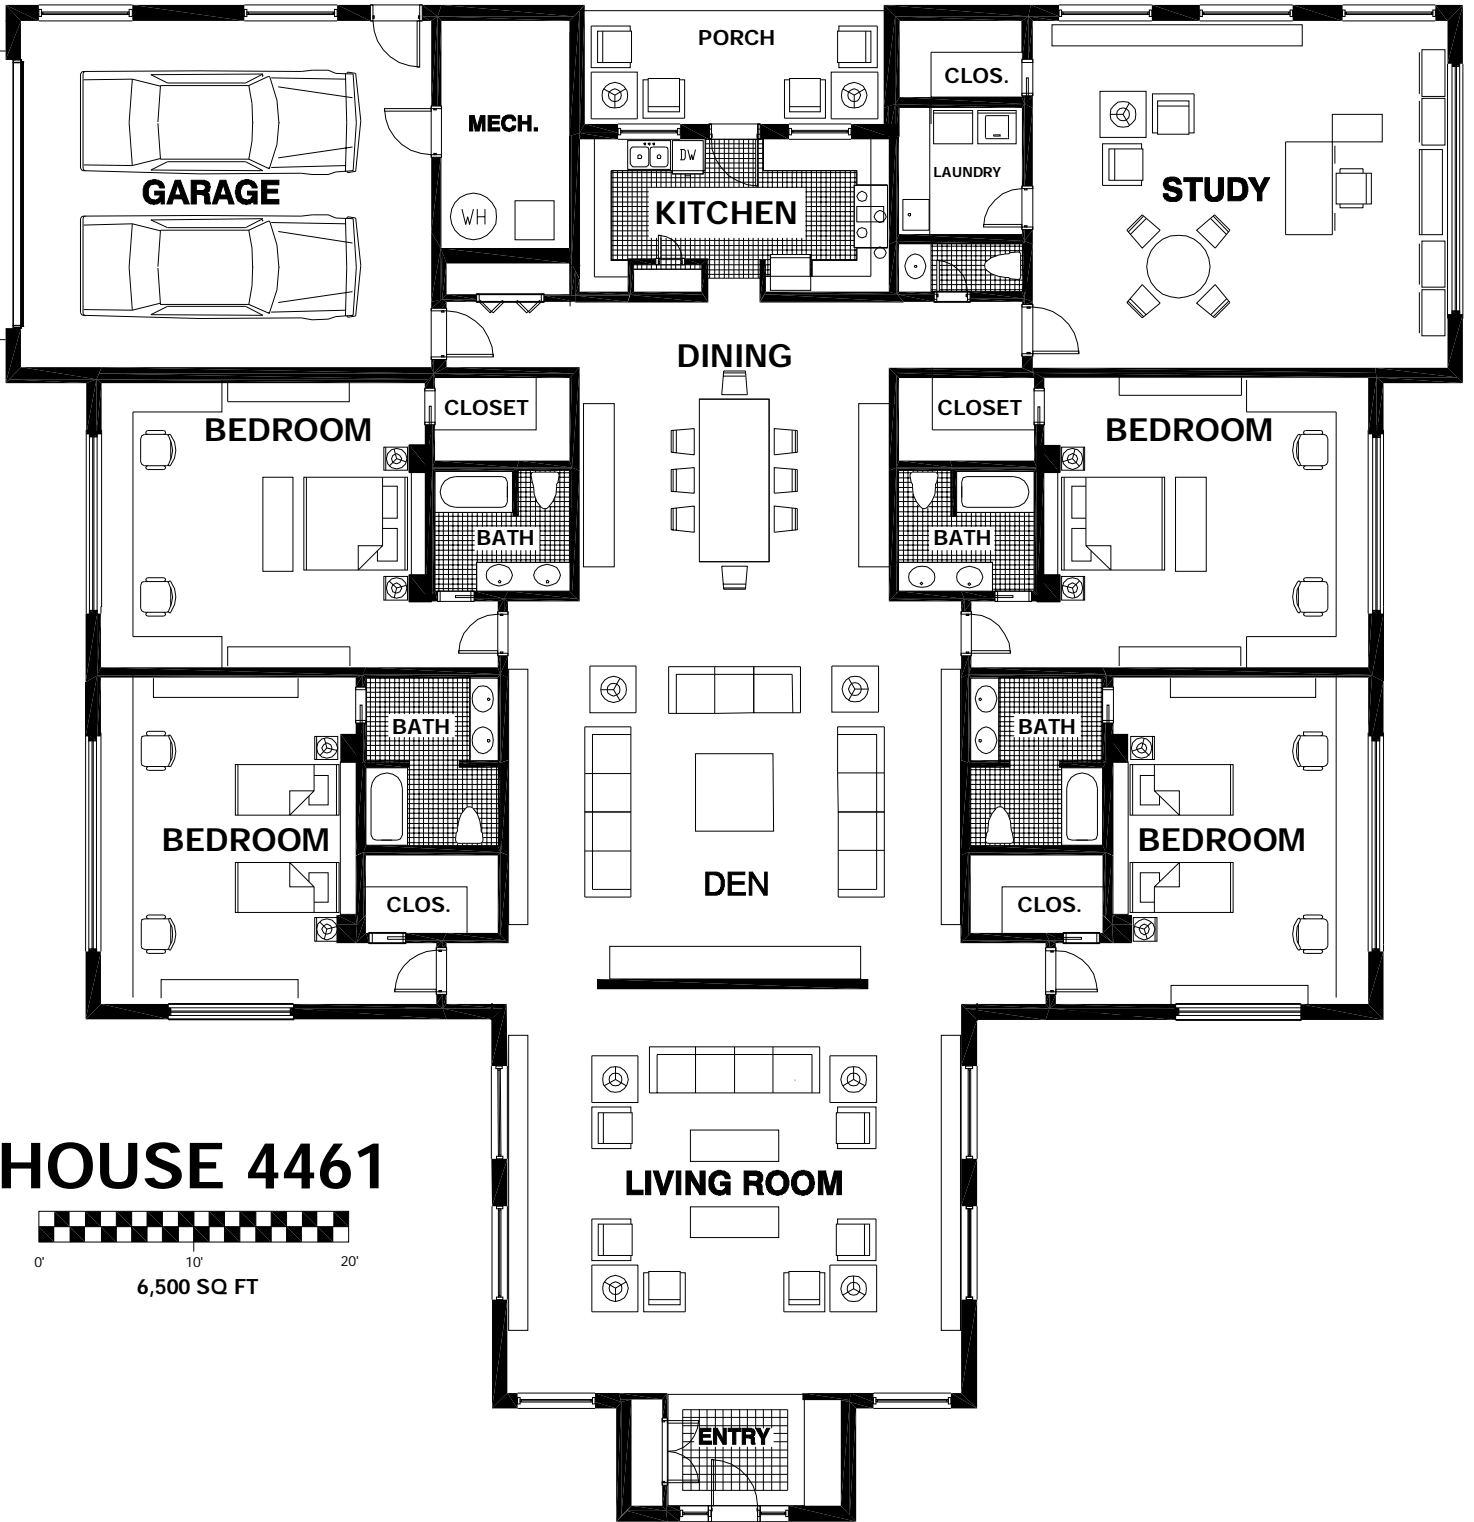 PORCH
CLOS.
MECH.
DW
LAUNDRY
GARAGE
STUDY
KITCHEN
WH
DINING
CLOSET
CLOSET
BEDROOM
BEDROOM
BATH
BATH
BATH
BATH
BEDROOM
BEDROOM
DEN
CLOS.
CLOS.
HOUSE 4461
LIVING ROOM
0' 10' 20'
6,500 SQ FT
ENTRY